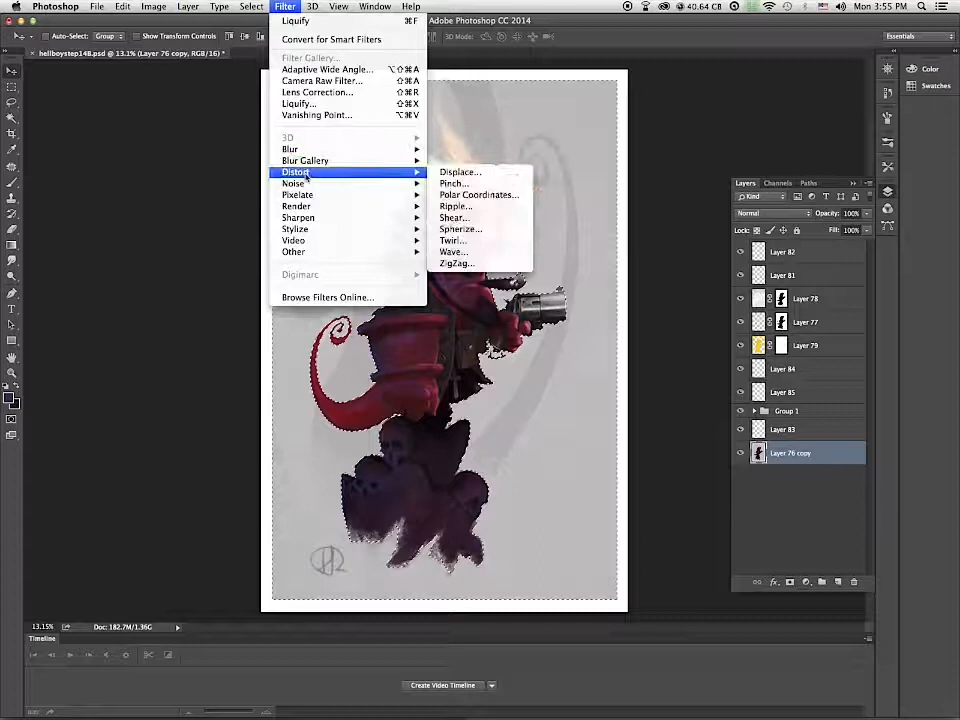 Photoshop File Edit Image Layer Type Select Filter 3D View Window Help 40.64 GB Mon 3:55 PM
Adobe Photoshop CC 2014
Auto-Select: Group Show Transform Controls 3D Mode: Essentials
hellboystep14B.psd @ 13.1% (Layer 76 copy, RGB/16) *
Liquify ⌘F
Convert for Smart Filters
Filter Gallery...
Adaptive Wide Angle... ⌥⇧⌘A
Camera Raw Filter... ⇧⌘A
Lens Correction... ⇧⌘R
Liquify... ⇧⌘X
Vanishing Point... ⌥⌘V
3D
Blur
Blur Gallery
Distort
Noise
Pixelate
Render
Sharpen
Stylize
Video
Other
Digimarc
Browse Filters Online...
Displace...
Pinch...
Polar Coordinates...
Ripple...
Shear...
Spherize...
Twirl...
Wave...
ZigZag...
Color
Swatches
Layers Channels Paths
Kind
Normal Opacity: 100%
Lock: Fill: 100%
Layer 82
Layer 81
Layer 78
Layer 77
Layer 79
Layer 84
Layer 85
Group 1
Layer 83
Layer 76 copy
13.15% Doc: 182.7M/1.36G
Timeline
Create Video Timeline